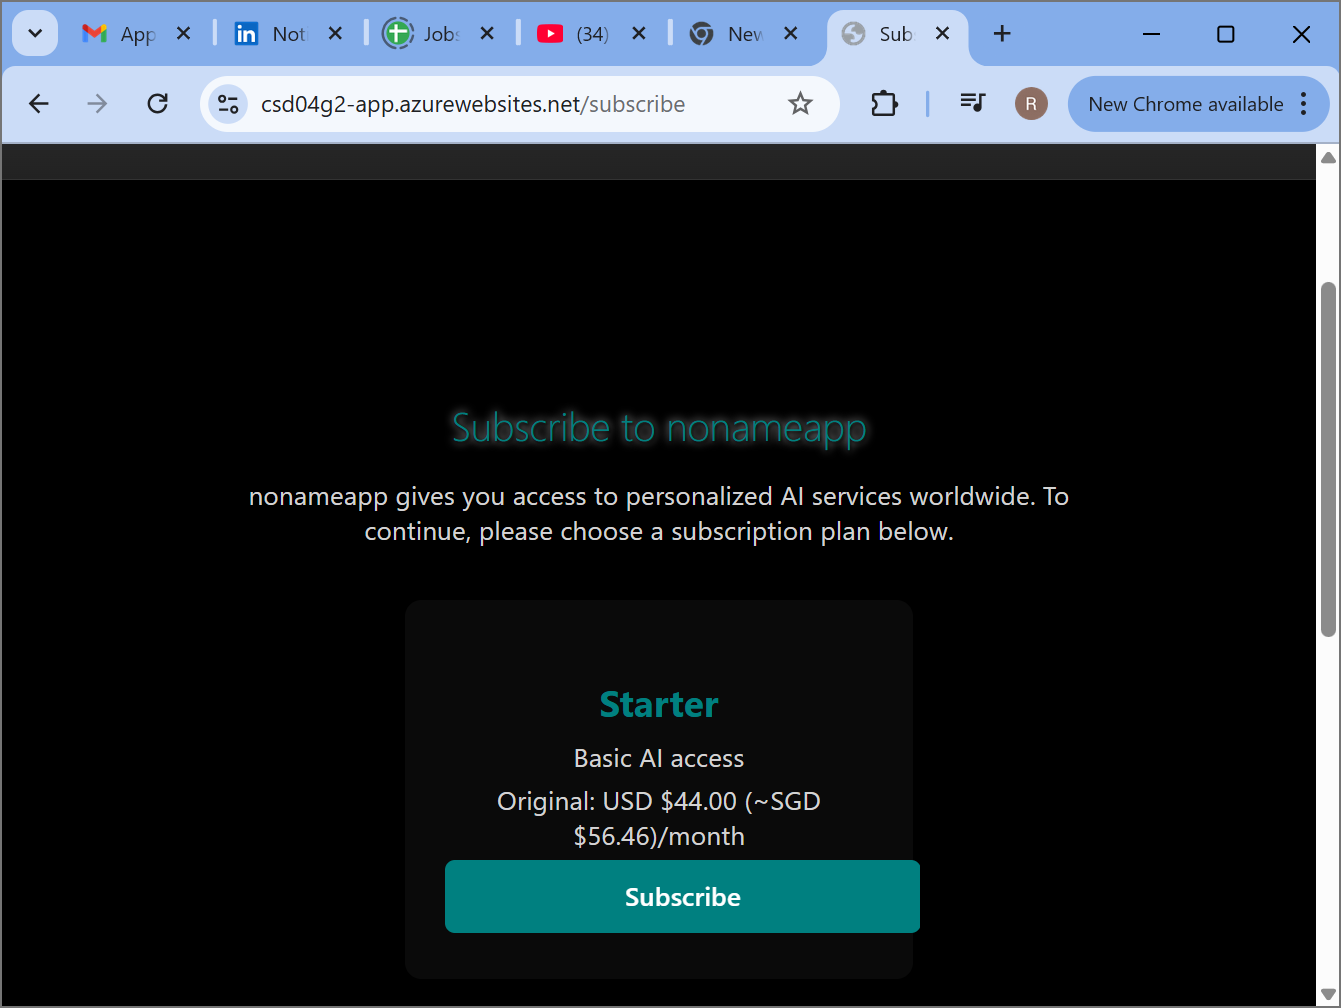 App
Not
Jobs
(34)
New
Sub
csd04g2-app.azurewebsites.net/subscribe
R
New Chrome available
Subscribe to nonameapp
nonameapp gives you access to personalized AI services worldwide. To
continue, please choose a subscription plan below.
Starter
Basic AI access
Original: USD $44.00 (~SGD
$56.46)/month
Subscribe